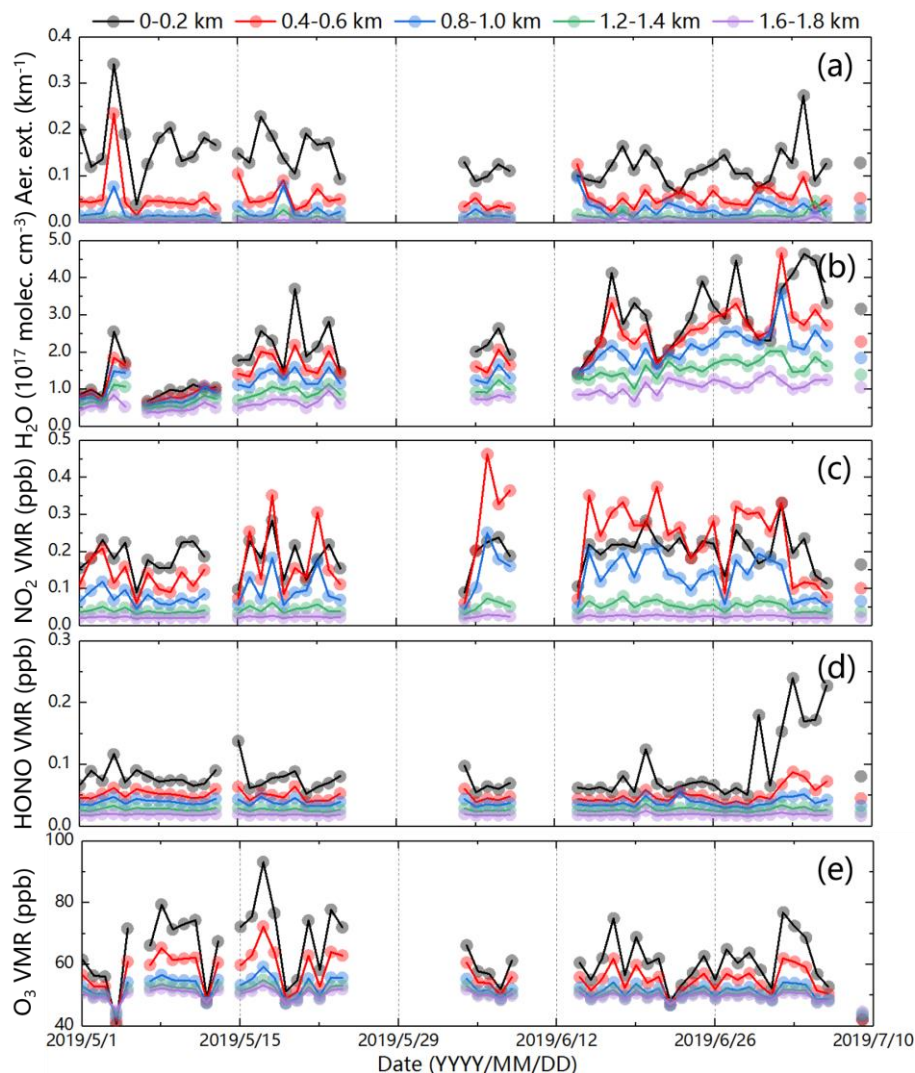 0-0.2 km 0.4-0.6 km 0.8-1.0 km 1.2-1.4 km 1.6-1.8 km
Aer. ext. (km⁻¹)
0.4
0.3
0.2
0.1
0.0
(a)
H₂O (10¹⁷ molec. cm⁻³)
5.0
4.0
3.0
2.0
1.0
0.0
(b)
NO₂ VMR (ppb)
0.5
0.4
0.3
0.2
0.1
0.0
(c)
HONO VMR (ppb)
0.3
0.2
0.1
0.0
(d)
O₃ VMR (ppb)
100
80
60
40
(e)
2019/5/1 2019/5/15 2019/5/29 2019/6/12 2019/6/26 2019/7/10
Date (YYYY/MM/DD)